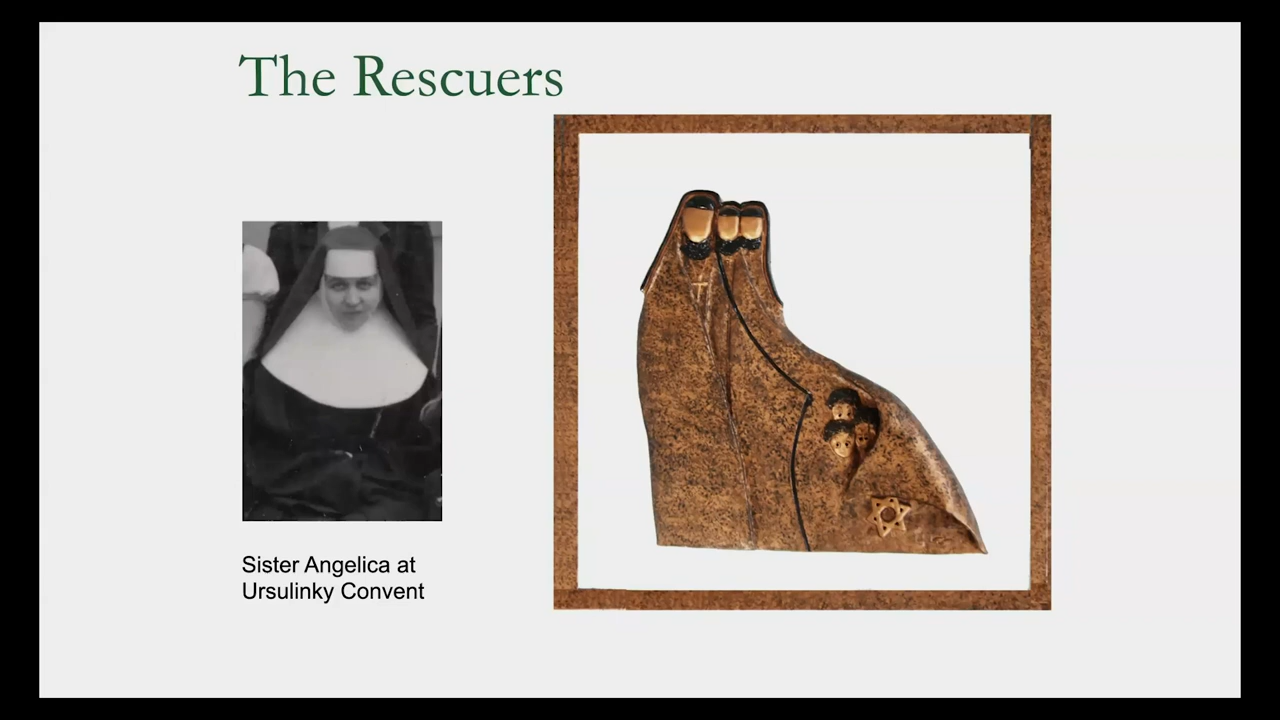 The Rescuers
Sister Angelica at
Ursulinky Convent